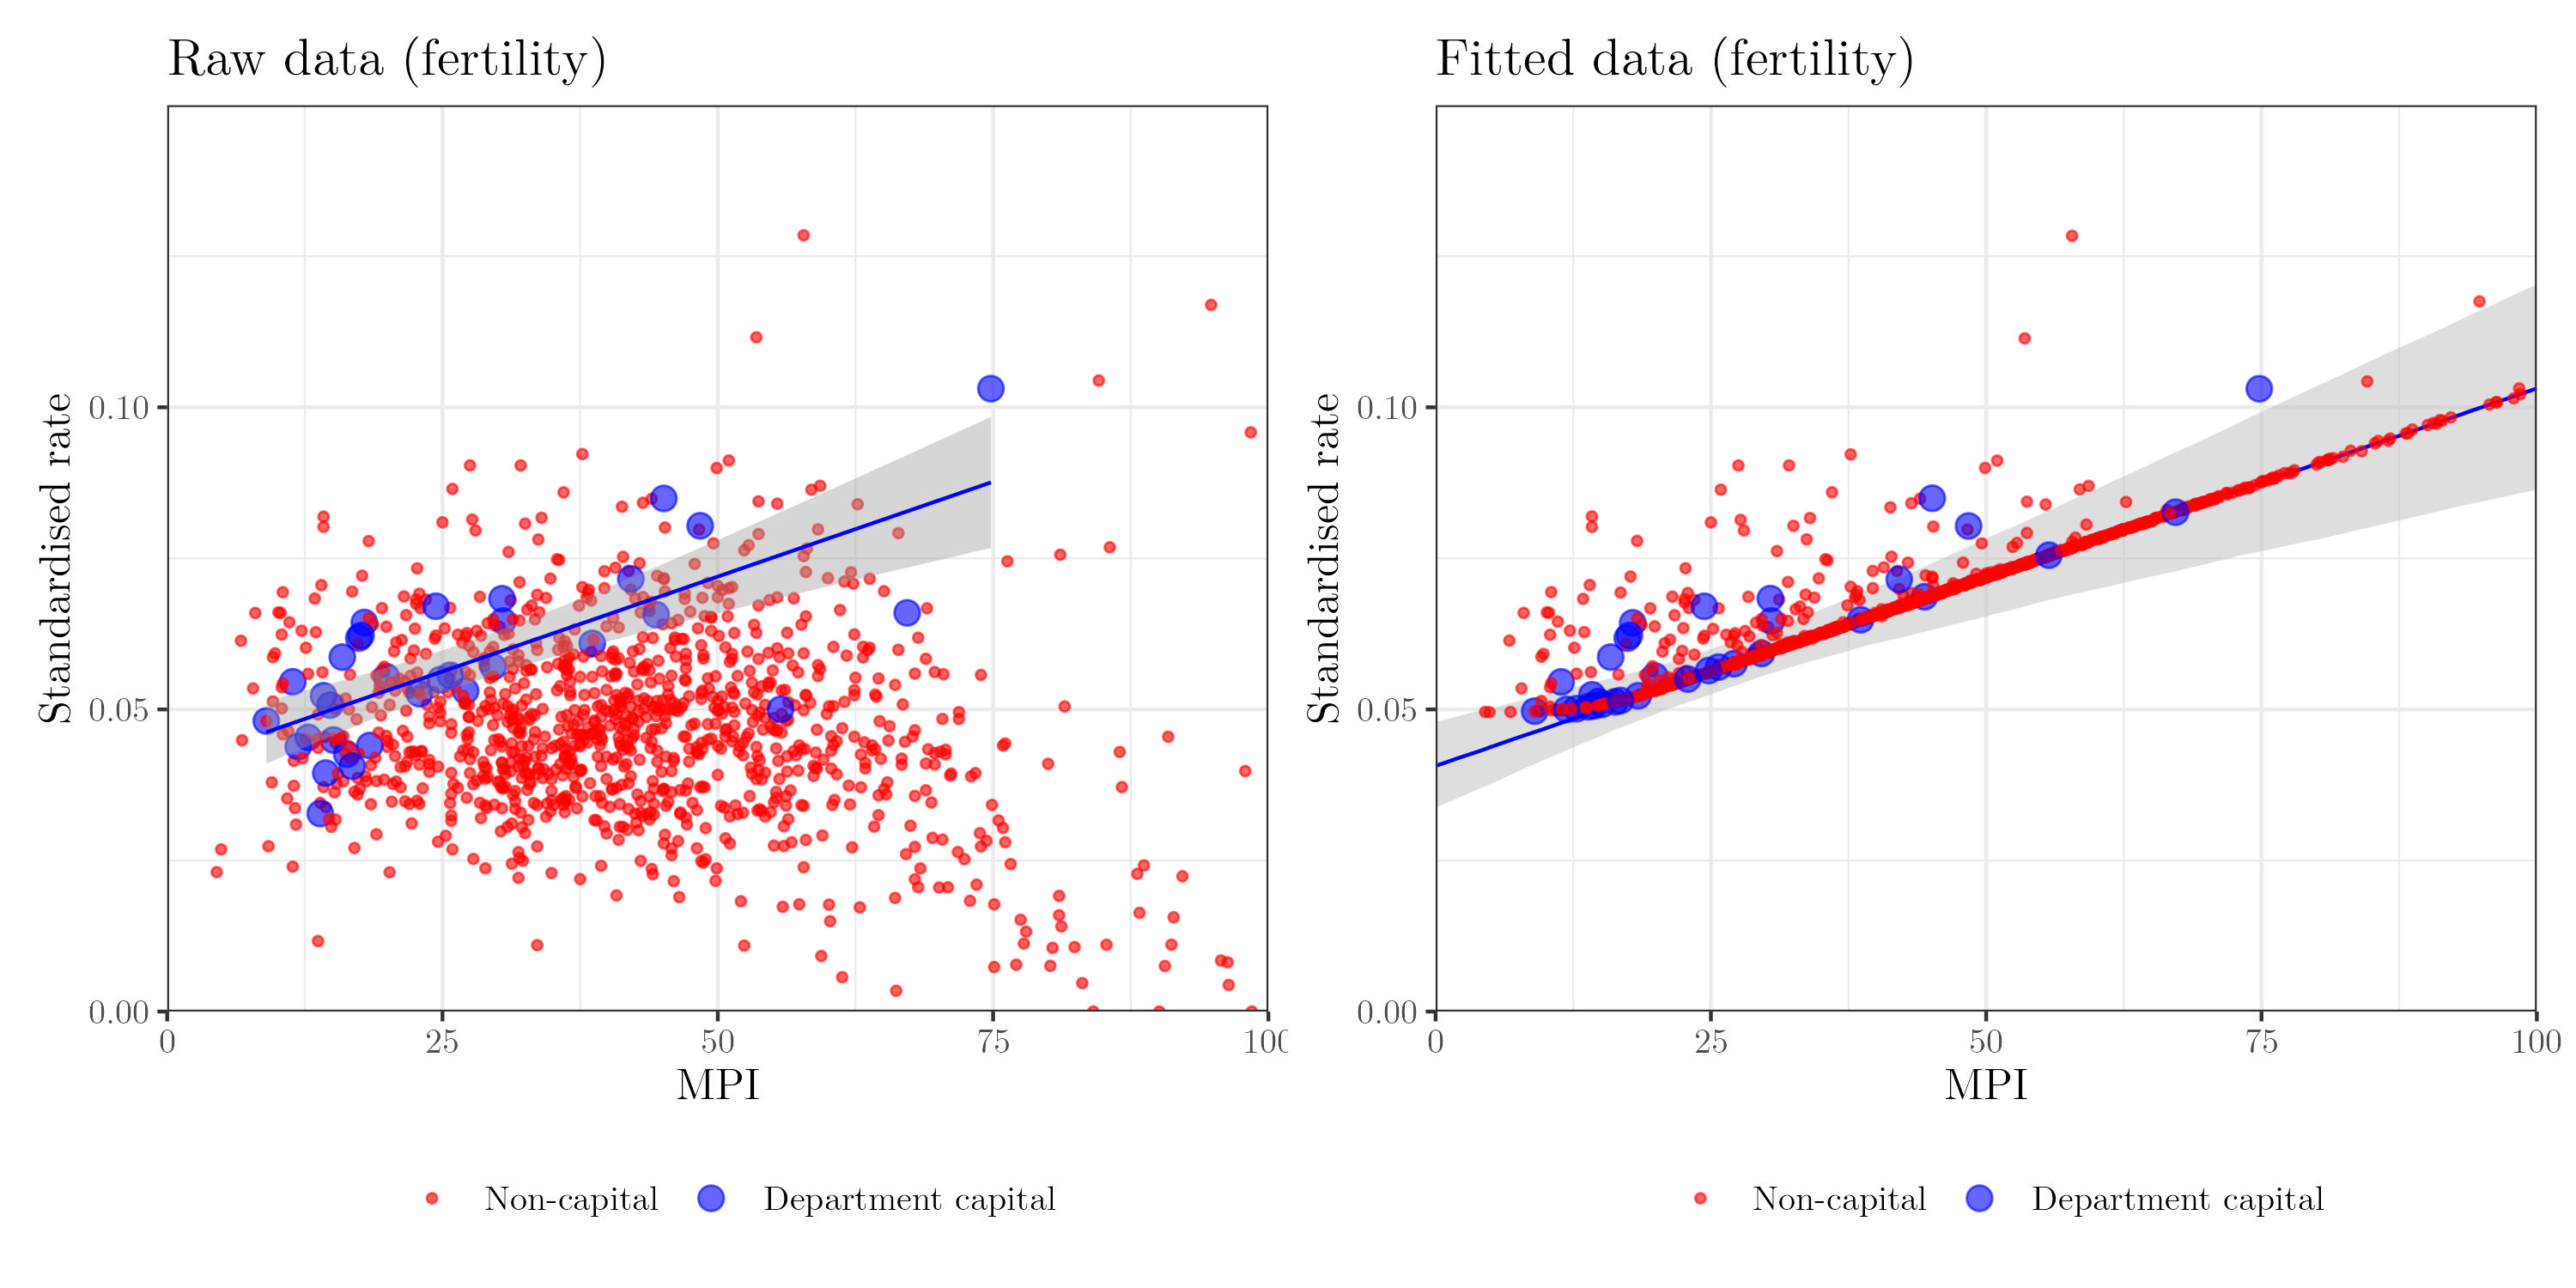 Raw data (fertility)
Standardised rate
0.10
0.05
0.00
0 25 50 75 100
MPI
Non-capital Department capital
Fitted data (fertility)
Standardised rate
0.10
0.05
0.00
0 25 50 75 100
MPI
Non-capital Department capital